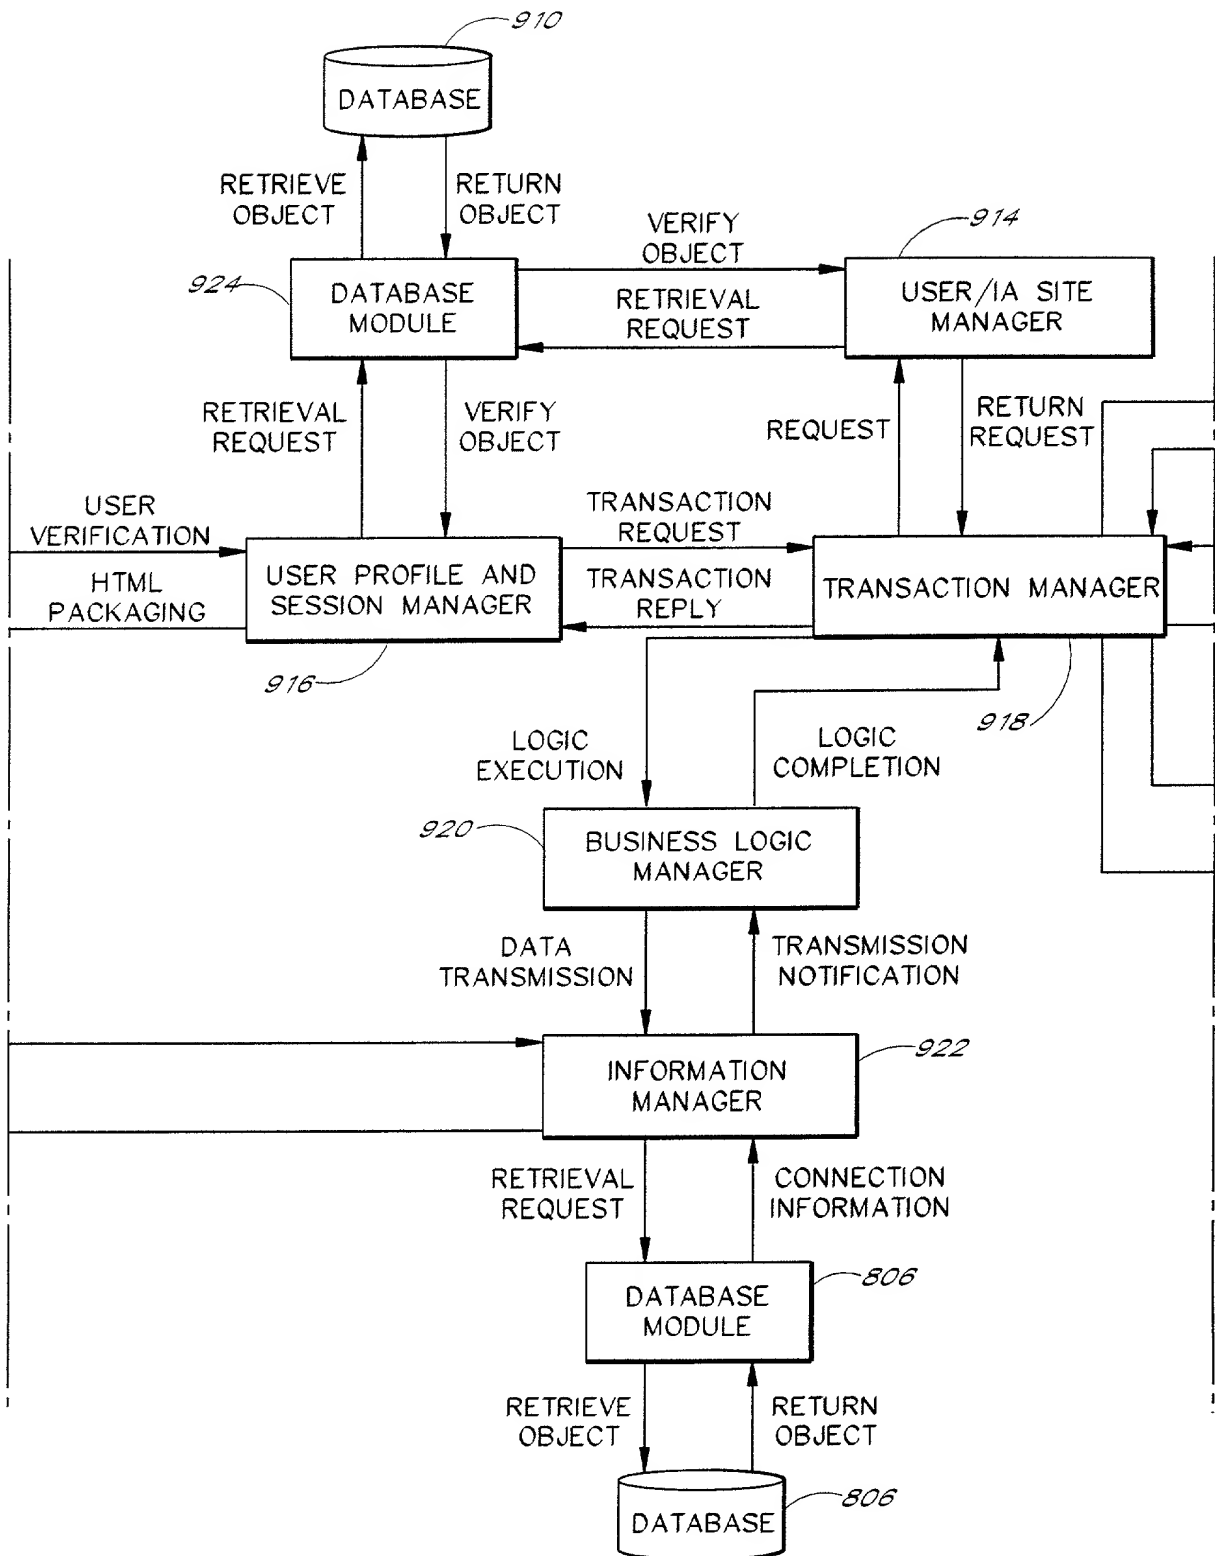 910
DATABASE
RETRIEVE
OBJECT
RETURN
OBJECT
924
DATABASE
MODULE
VERIFY
OBJECT
RETRIEVAL
REQUEST
914
USER/IA SITE
MANAGER
RETRIEVAL
REQUEST
VERIFY
OBJECT
REQUEST
RETURN
REQUEST
USER
VERIFICATION
HTML
PACKAGING
USER PROFILE AND
SESSION MANAGER
916
TRANSACTION
REQUEST
TRANSACTION
REPLY
TRANSACTION MANAGER
918
LOGIC
EXECUTION
LOGIC
COMPLETION
920
BUSINESS LOGIC
MANAGER
DATA
TRANSMISSION
TRANSMISSION
NOTIFICATION
INFORMATION
MANAGER
922
RETRIEVAL
REQUEST
CONNECTION
INFORMATION
DATABASE
MODULE
806
RETRIEVE
OBJECT
RETURN
OBJECT
DATABASE
806